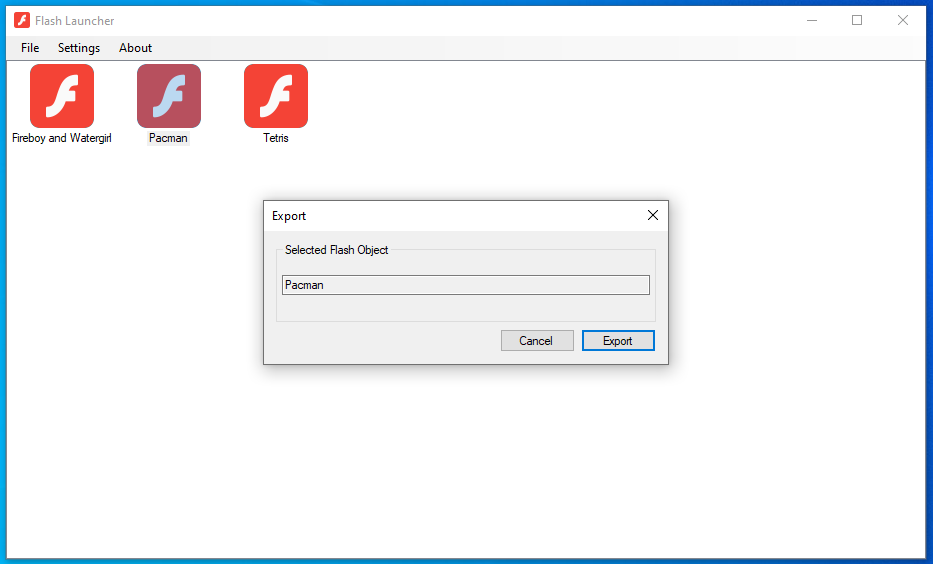 Flash Launcher
File Settings About
Fireboy and Watergirl Pacman Tetris
Export
Selected Flash Object
Pacman
Cancel Export